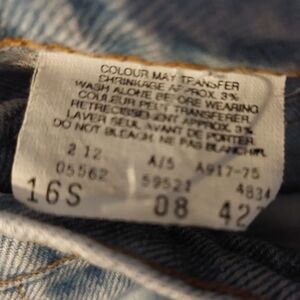 COLOUR MAY TRANSFER
SHRINKAGE APPROX. 3%
WASH ALONE BEFORE WEARING
COULEUR PEUT TRANSFERER.
RETRECISSEMENT APPROX. 3%
LAVER SEUL AVANT DE PORTER.
DO NOT BLEACH. NE PAS BLANCHIR.
2 12 A/5 A917-75
05562 59521 4834
16S 08 42